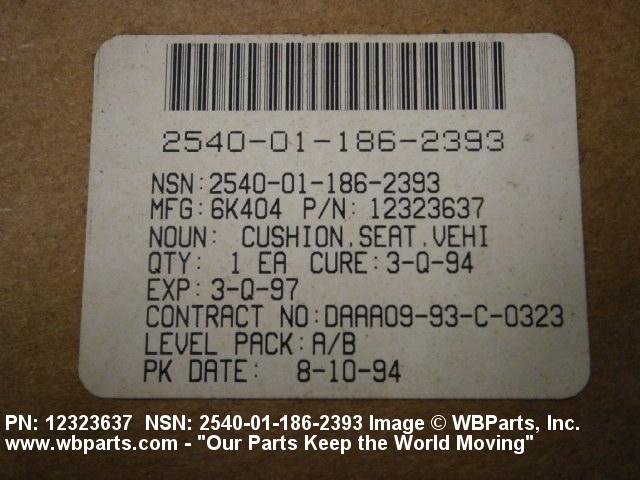 2540-01-186-2393
NSN:2540-01-186-2393
MFG:6K404 P/N: 12323637
NOUN: CUSHION.SEAT.VEHI
QTY: 1 EA CURE:3-Q-94
EXP:3-Q-97
CONTRACT NO:DAAA09-93-C-0323
LEVEL PACK:A/B
PK DATE: 8-10-94
PN: 12323637 NSN: 2540-01-186-2393 Image © WBParts, Inc.
www.wbparts.com - "Our Parts Keep the World Moving"